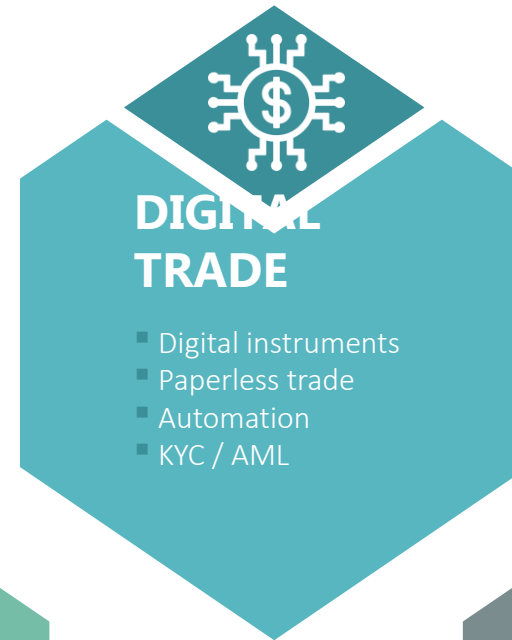 $
DIGITAL
TRADE
Digital instruments
Paperless trade
Automation
KYC / AML